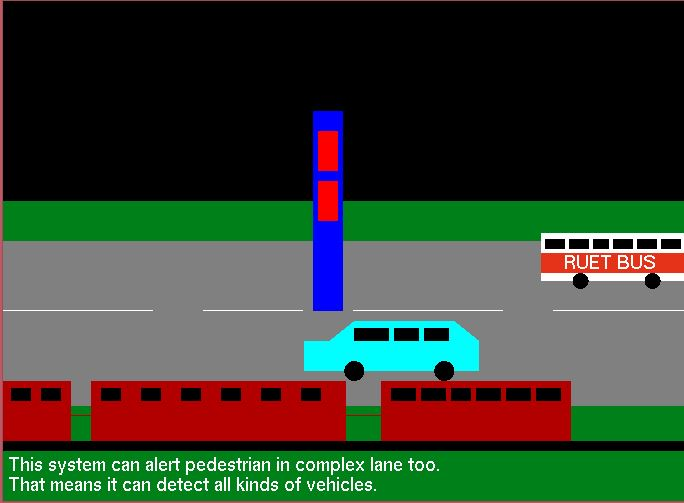 RUET BUS
This system can alert pedestrian in complex lane too.
That means it can detect all kinds of vehicles.